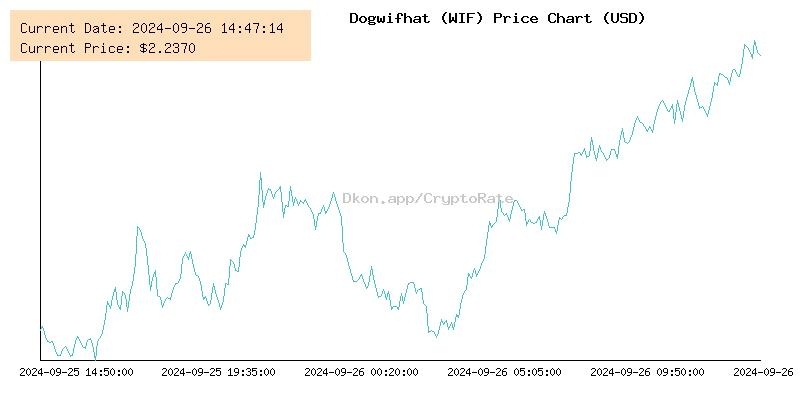 Dogwifhat (WIF) Price Chart (USD)
Current Date: 2024-09-26 14:47:14
Current Price: $2.2370
Dkon.app/CryptoRate
2024-09-25 14:50:00 2024-09-25 19:35:00 2024-09-26 00:20:00 2024-09-26 05:05:00 2024-09-26 09:50:00 2024-09-26